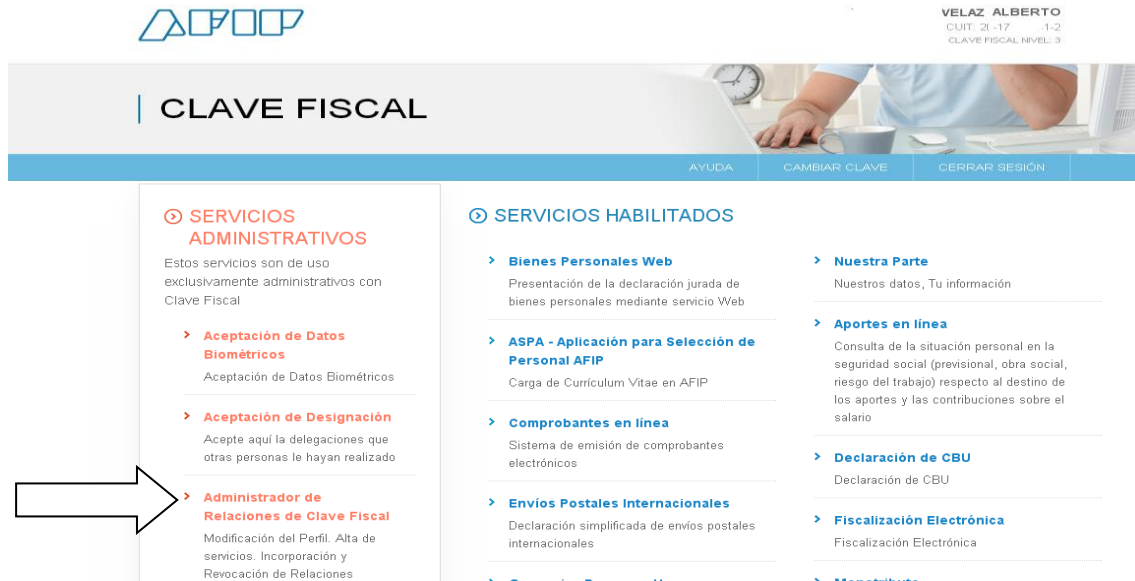 AFIP
VELAZ ALBERTO
CUIT: 2( -17 1-2
CLAVE FISCAL NIVEL: 3
CLAVE FISCAL
AYUDA
CAMBIAR CLAVE
CERRAR SESIÓN
SERVICIOS
ADMINISTRATIVOS
Estos servicios son de uso
exclusivamente administrativos con
Clave Fiscal
Aceptación de Datos
Biométricos
Aceptación de Datos Biométricos
Aceptación de Designación
Acepte aquí la delegaciones que
otras personas le hayan realizado
Administrador de
Relaciones de Clave Fiscal
Modificación del Perfil. Alta de
servicios. Incorporación y
Revocación de Relaciones
SERVICIOS HABILITADOS
Bienes Personales Web
Presentación de la declaración jurada de
bienes personales mediante servicio Web
ASPA - Aplicación para Selección de
Personal AFIP
Carga de Currículum Vitae en AFIP
Comprobantes en línea
Sistema de emisión de comprobantes
electrónicos
Envíos Postales Internacionales
Declaración simplificada de envíos postales
internacionales
Nuestra Parte
Nuestros datos, Tu información
Aportes en línea
Consulta de la situación personal en la
seguridad social (previsional, obra social,
riesgo del trabajo) respecto al destino de
los aportes y las contribuciones sobre el
salario
Declaración de CBU
Declaración de CBU
Fiscalización Electrónica
Fiscalización Electrónica